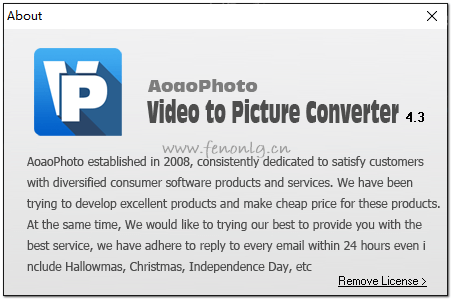 About
VP
AoaoPhoto
Video to Picture Converter 4.3
www.fenonlg.cn
AoaoPhoto established in 2008, consistently dedicated to satisfy customers
with diversified consumer software products and services. We have been
trying to develop excellent products and make cheap price for these products.
At the same time, We would like to trying our best to provide you with the
best service, we have adhere to reply to every email within 24 hours even i
nclude Hallowmas, Christmas, Independence Day, etc
Remove License >